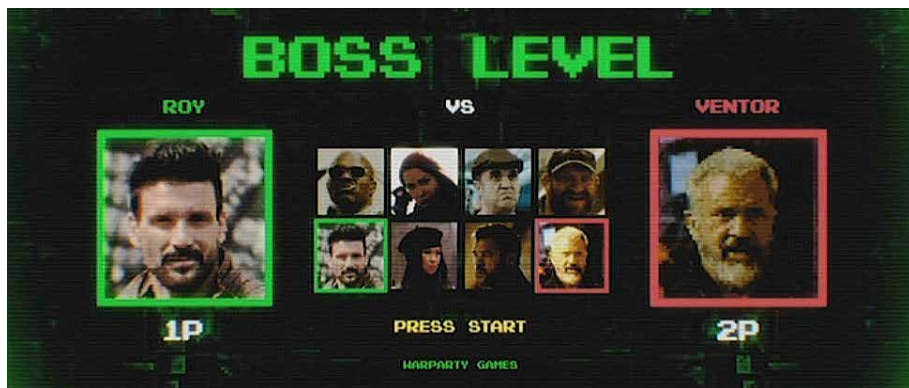 BOSS LEVEL
ROY VS VENTOR
1P PRESS START 2P
WARPARTY GAMES